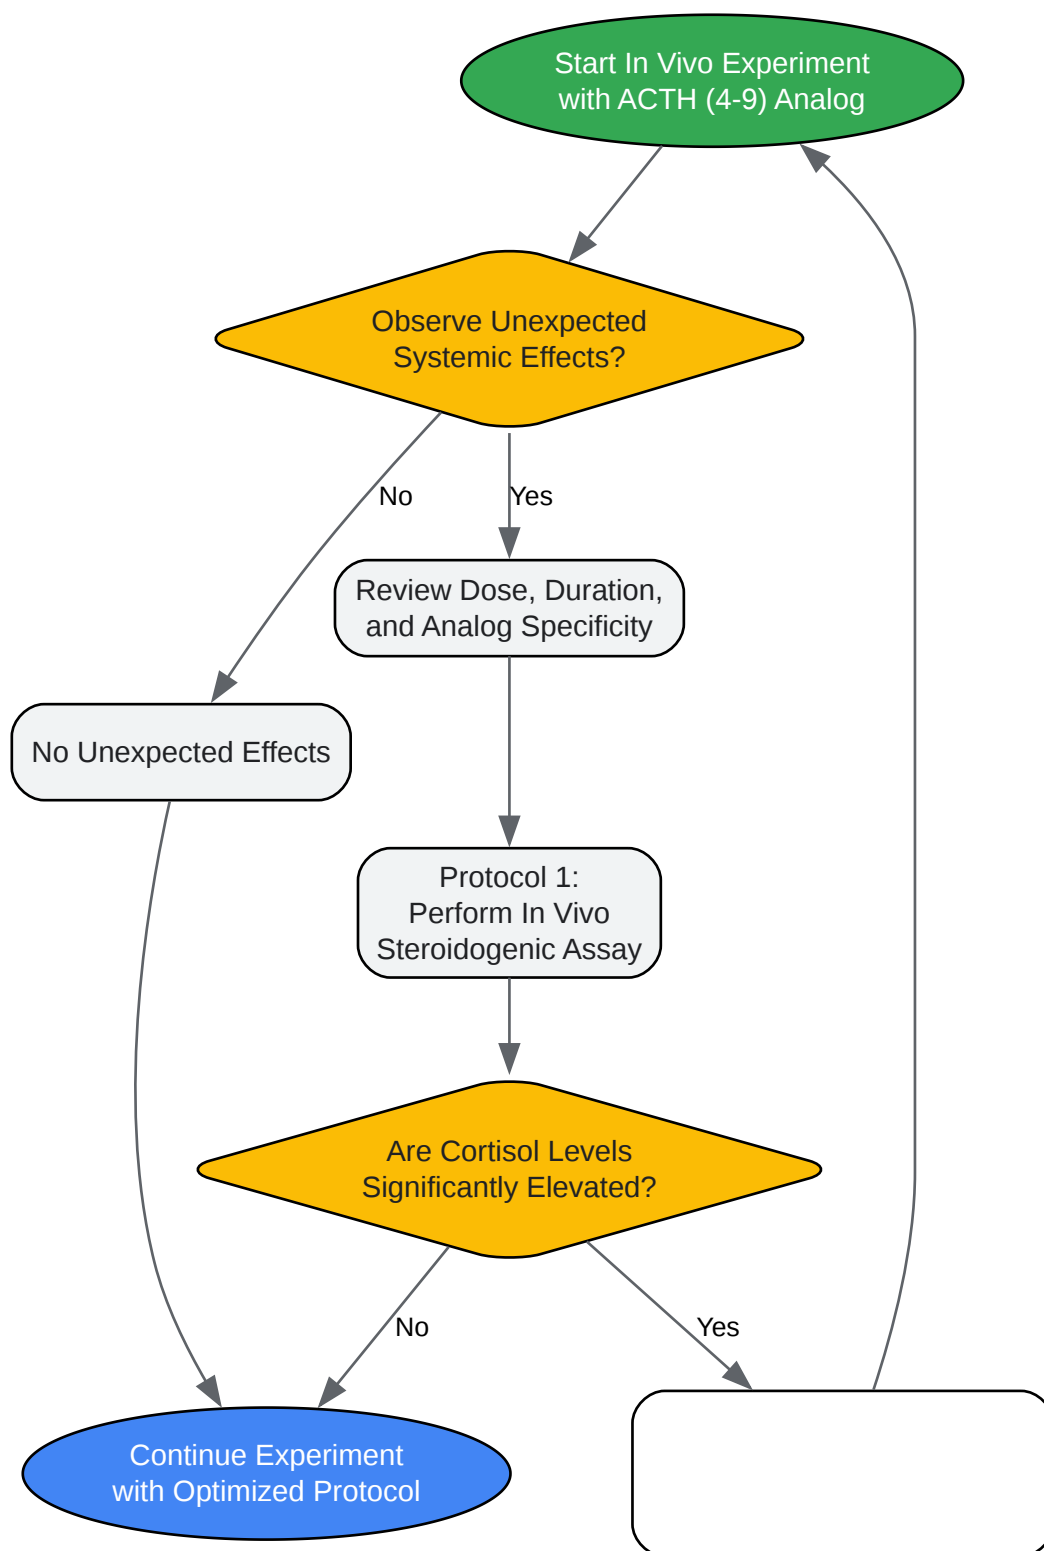 Start In Vivo Experiment
with ACTH (4-9) Analog
Observe Unexpected
Systemic Effects?
No
Yes
Review Dose, Duration,
and Analog Specificity
No Unexpected Effects
Protocol 1:
Perform In Vivo
Steroidogenic Assay
Are Cortisol Levels
Significantly Elevated?
No
Yes
Continue Experiment
with Optimized Protocol